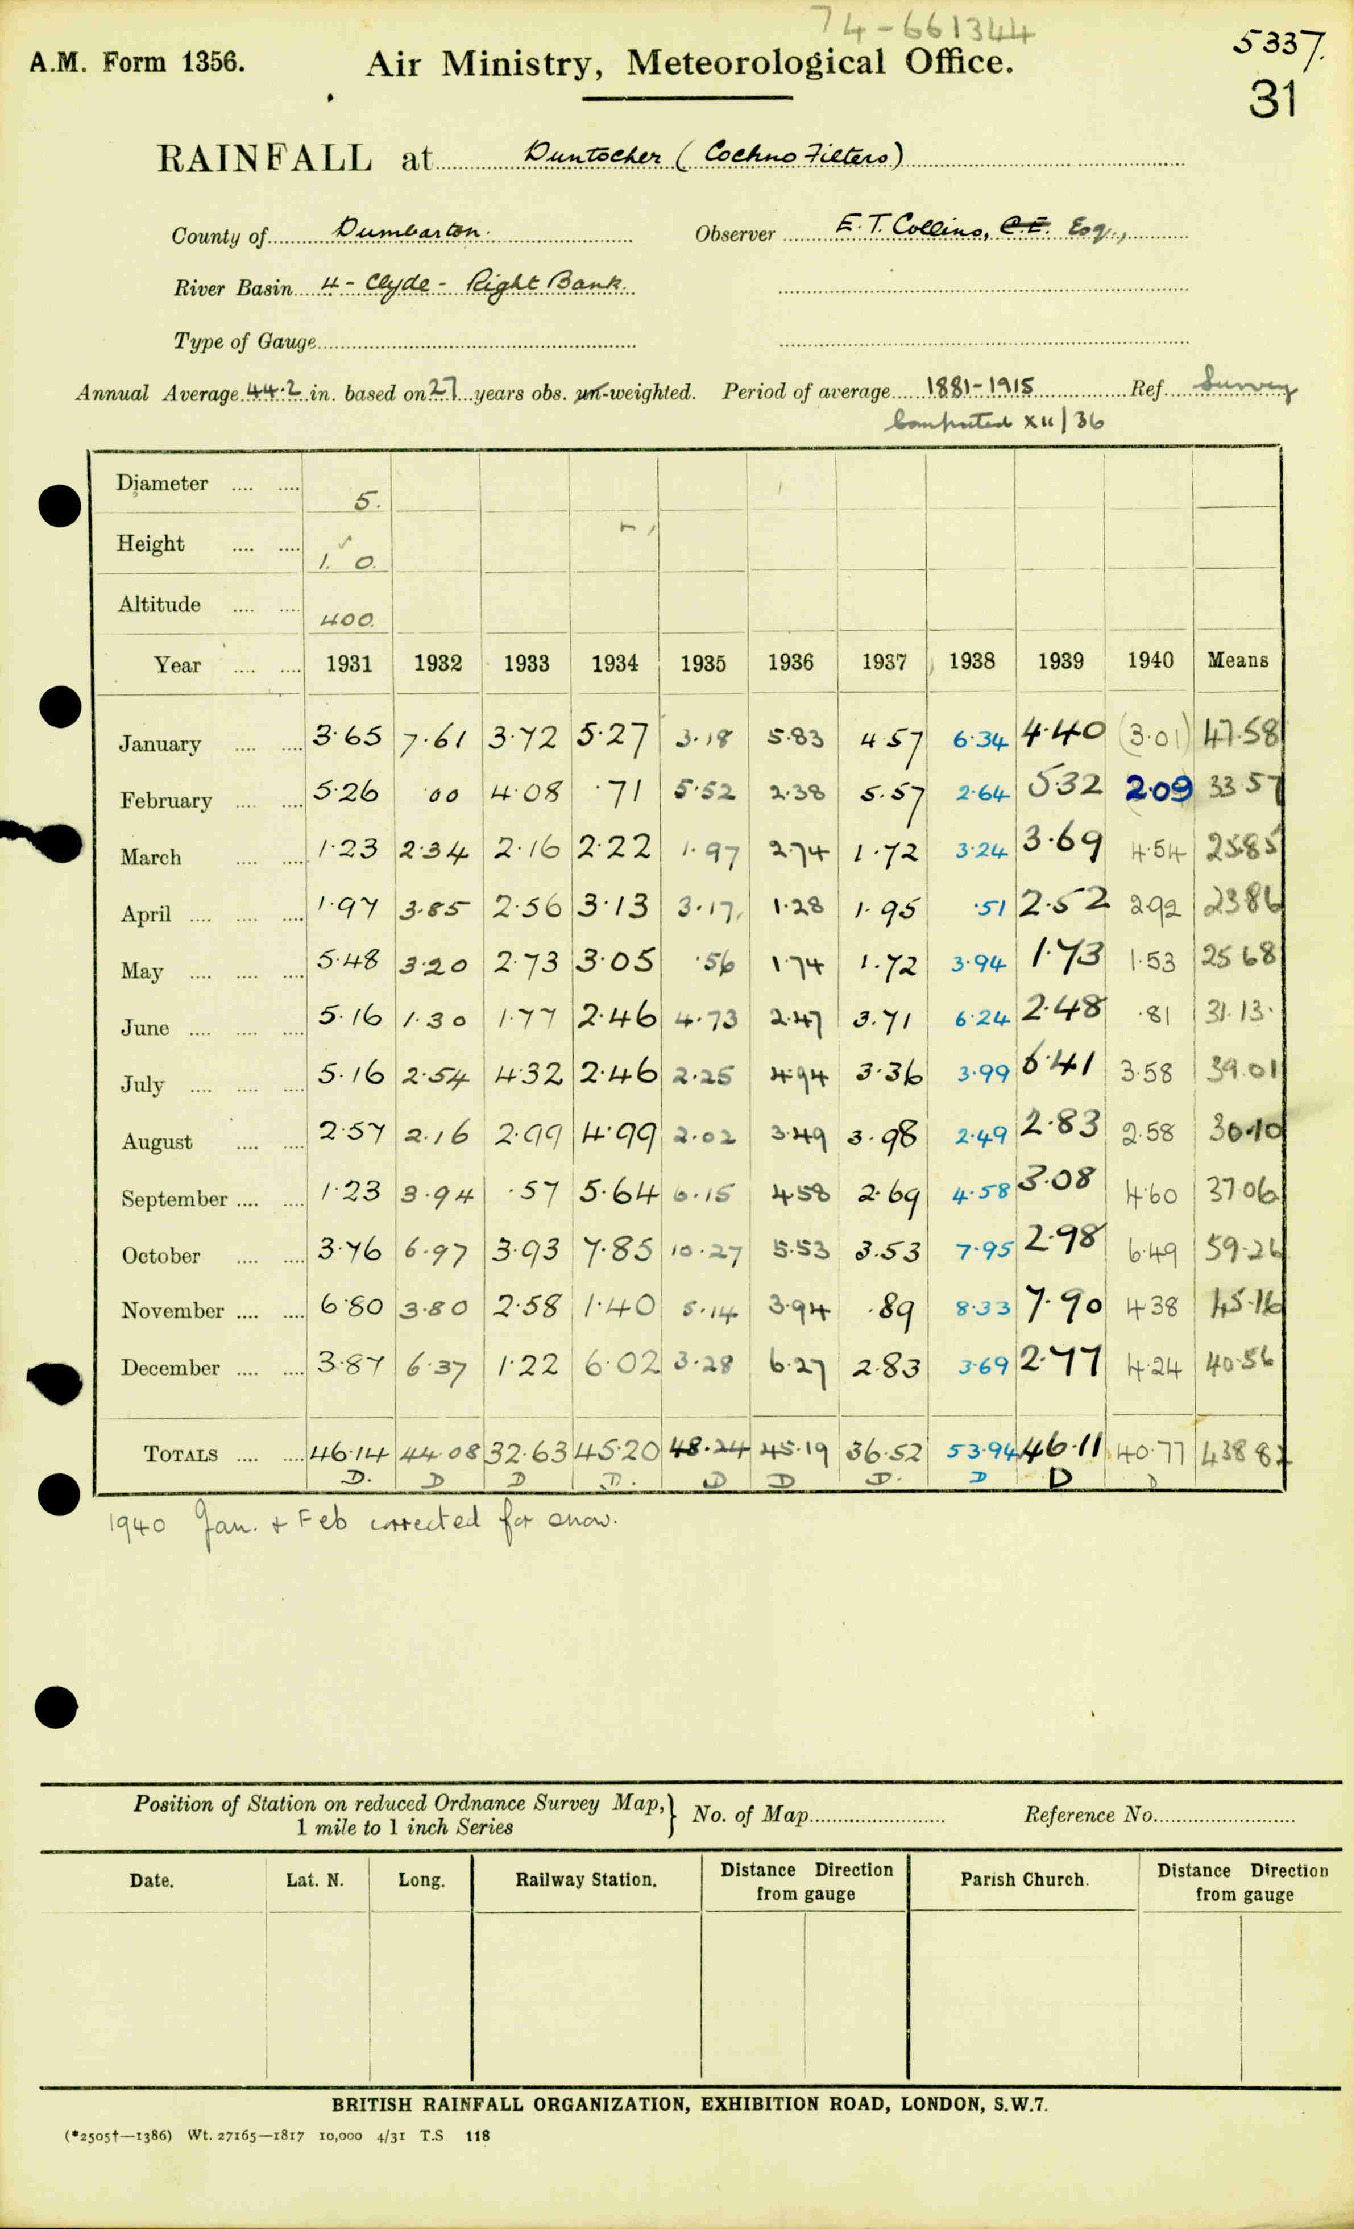 74-661344
5337.
A.M. Form 1356. Air Ministry, Meteorological Office.
31
RAINFALL at Duntocher (Cochno Filters)
County of Dumbarton. Observer E. T. Collins, C.E. Esq.,
River Basin 4 - Clyde - Right Bank.
Type of Gauge
Annual Average 44.2 in. based on 27 years obs. un-weighted. Period of average 1881-1915 Ref. Survey
Computed XII/36
Diameter 5.
Height 1. 0.
Altitude 400.
Year 1931 1932 1933 1934 1935 1936 1937 1938 1939 1940 Means
January 3.65 7.61 3.72 5.27 3.18 5.83 4.57 6.34 4.40 (3.01) 47.58
February 5.26 .00 4.08 .71 5.52 2.38 5.57 2.64 5.32 2.09 33.57
March 1.23 2.34 2.16 2.22 1.97 2.74 1.72 3.24 3.69 4.54 25.85
April 1.97 3.85 2.56 3.13 3.17 1.28 1.95 .51 2.52 2.92 23.86
May 5.48 3.20 2.73 3.05 .56 1.74 1.72 3.94 1.73 1.53 25.68
June 5.16 1.30 1.77 2.46 4.73 2.47 3.71 6.24 2.48 .81 31.13
July 5.16 2.54 4.32 2.46 2.25 4.94 3.36 3.99 6.41 3.58 39.01
August 2.57 2.16 2.99 4.99 2.02 3.49 3.98 2.49 2.83 2.58 30.10
September 1.23 3.94 .57 5.64 6.15 4.58 2.69 4.58 3.08 4.60 37.06
October 3.76 6.97 3.93 7.85 10.27 5.53 3.53 7.95 2.98 6.49 59.26
November 6.80 3.80 2.58 1.40 5.14 3.94 .89 8.33 7.90 4.38 45.16
December 3.87 6.37 1.22 6.02 3.28 6.27 2.83 3.69 2.77 4.24 40.56
TOTALS 46.14 44.08 32.63 45.20 48.24 45.19 36.52 53.94 46.11 40.77 438.82
D. D D D. D D D. D D D
1940 Jan. + Feb corrected for snow.
Position of Station on reduced Ordnance Survey Map, 1 mile to 1 inch Series } No. of Map Reference No.
Date. Lat. N. Long. Railway Station. Distance Direction from gauge Parish Church. Distance Direction from gauge
BRITISH RAINFALL ORGANIZATION, EXHIBITION ROAD, LONDON, S.W.7.
(*2505†—1386) Wt. 27165—1817 10,000 4/31 T.S 118